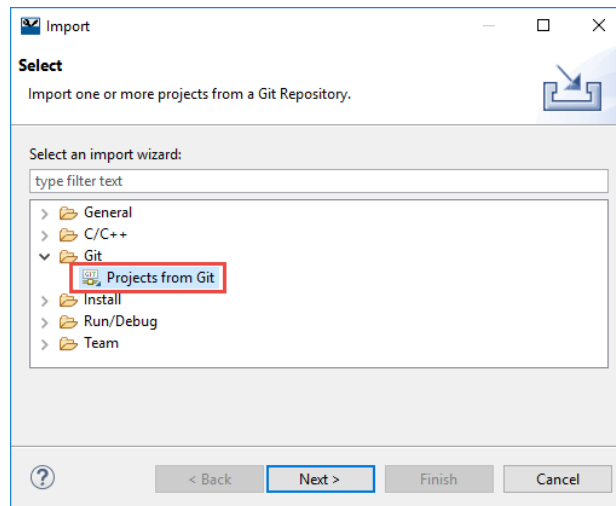 Import
Select
Import one or more projects from a Git Repository.
Select an import wizard:
type filter text
General
C/C++
Git
Projects from Git
Install
Run/Debug
Team
? < Back Next > Finish Cancel